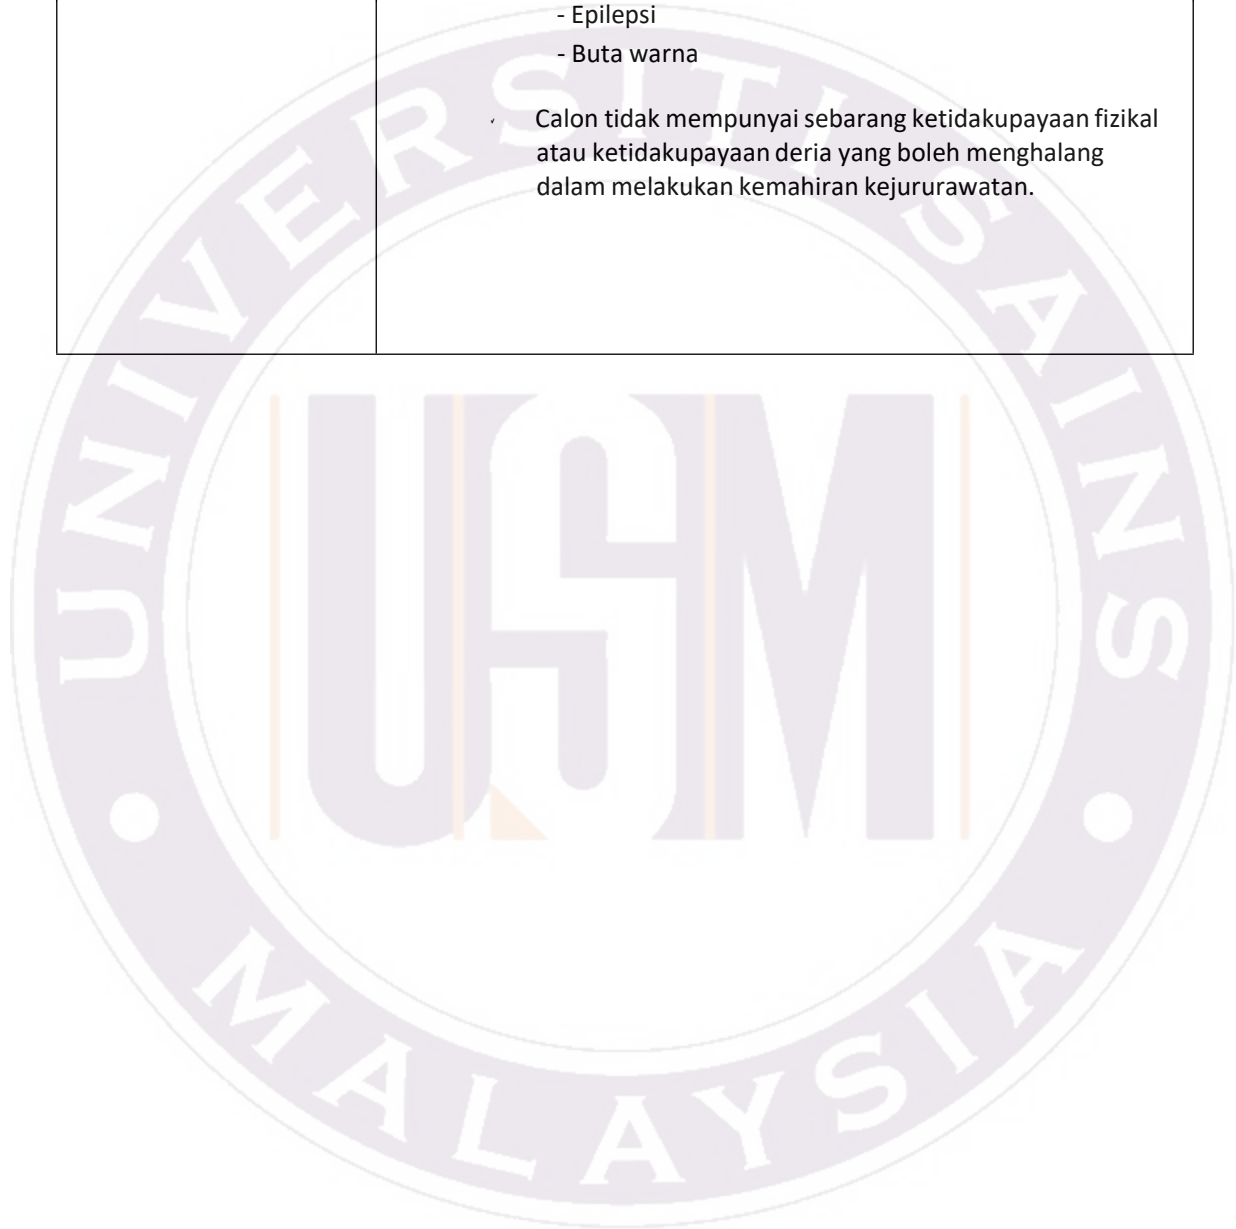 - Epilepsi
- Buta warna
✓ Calon tidak mempunyai sebarang ketidakupayaan fizikal
atau ketidakupayaan deria yang boleh menghalang
dalam melakukan kemahiran kejururawatan.
UNIVERSITI SAINS
USM
• MALAYSIA •